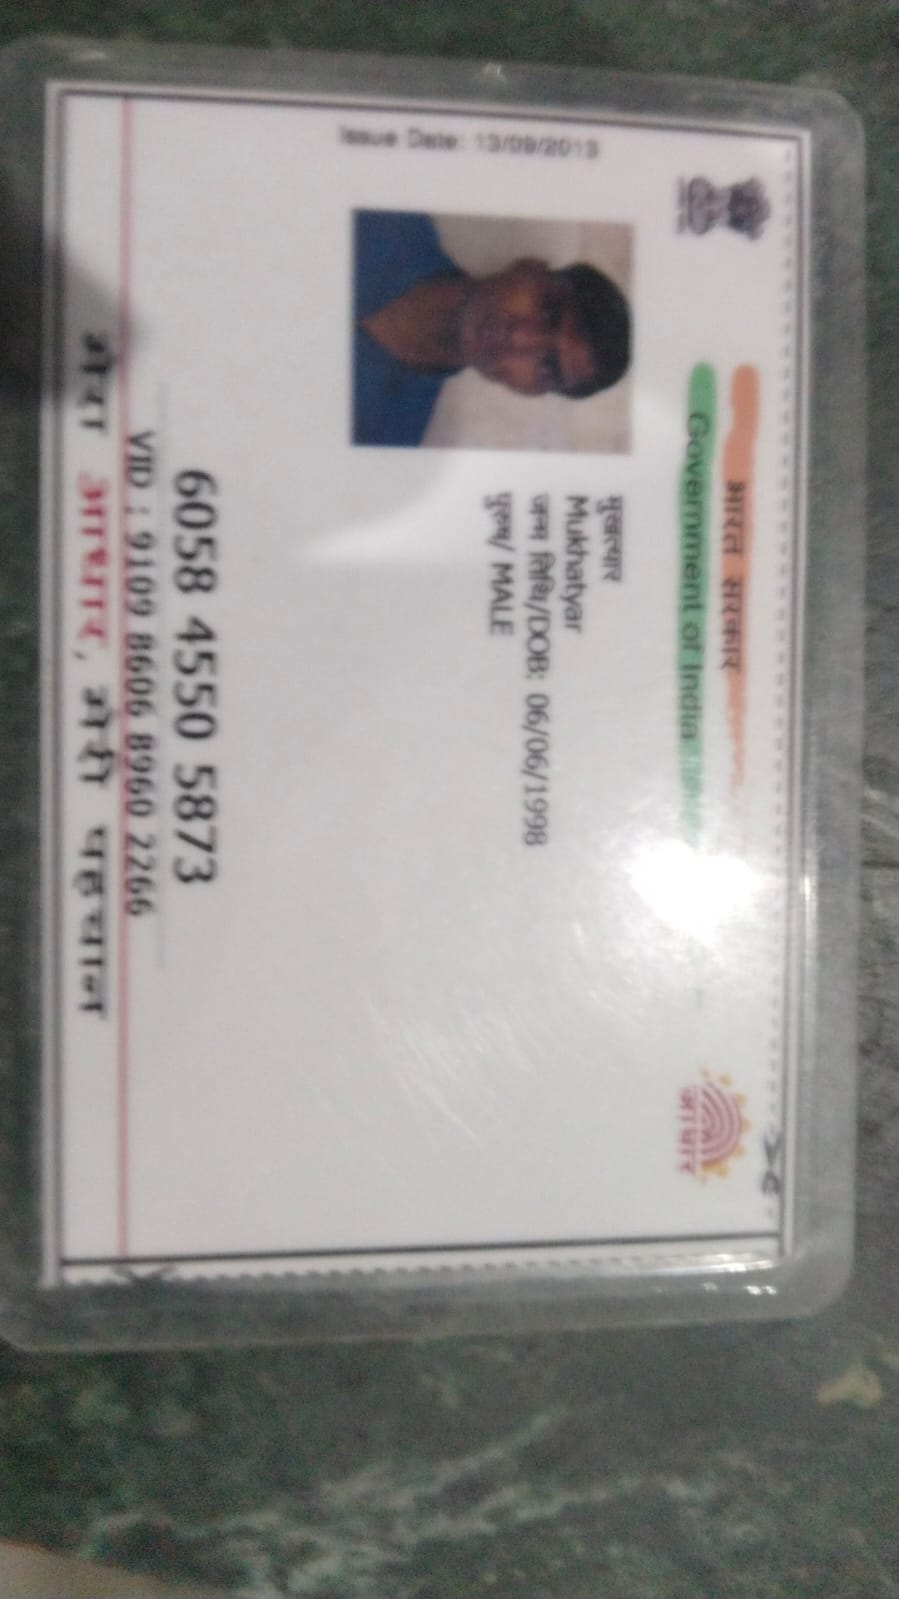 भारत सरकार
Government of India
Issue Date: 13/09/2013
मुखत्यार
Mukhatyar
जन्म तिथि/DOB: 06/06/1998
पुरुष/ MALE
आधार
6058 4550 5873
VID : 9109 8606 8960 2266
मेरा आधार, मेरी पहचान